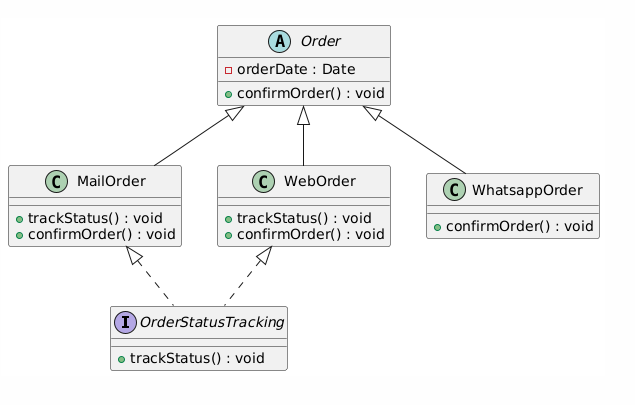 A Order
orderDate : Date
confirmOrder() : void
C MailOrder
trackStatus() : void
confirmOrder() : void
C WebOrder
trackStatus() : void
confirmOrder() : void
C WhatsappOrder
confirmOrder() : void
I OrderStatusTracking
trackStatus() : void